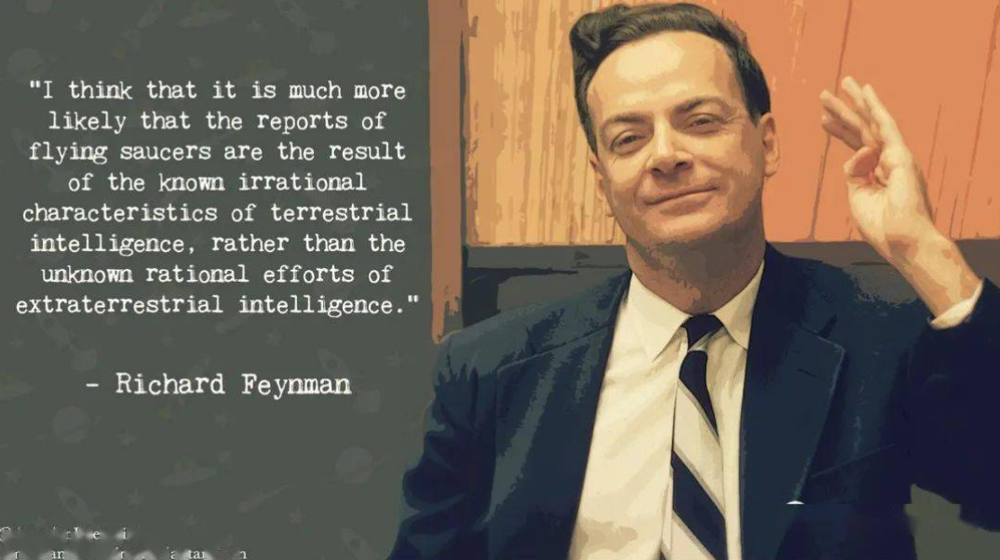 "I think that it is much more
likely that the reports of
flying saucers are the result
of the known irrational
characteristics of terrestrial
intelligence, rather than the
unknown rational efforts of
extraterrestrial intelligence."
- Richard Feynman